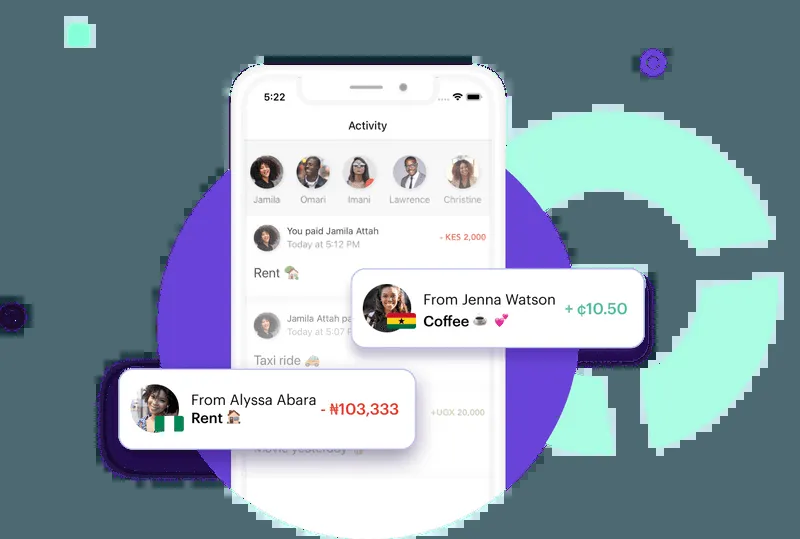 5:22
Activity
Jamila Omari Imani Lawrence Christine
You paid Jamila Attah
- KES 2,000
Today at 5:12 PM
Rent
From Jenna Watson
+ ₵10.50
Coffee
Jamila Attah pa
Today at 5:07
Taxi ride
From Alyssa Abara
- ₦103,333
Rent
+UGX 20,000
Movie yesterday